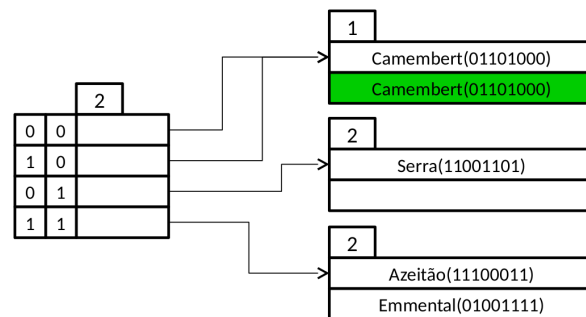 1
Camembert(01101000)
Camembert(01101000)
2
0 0
1 0
0 1
1 1
2
Serra(11001101)
2
Azeitão(11100011)
Emmental(01001111)